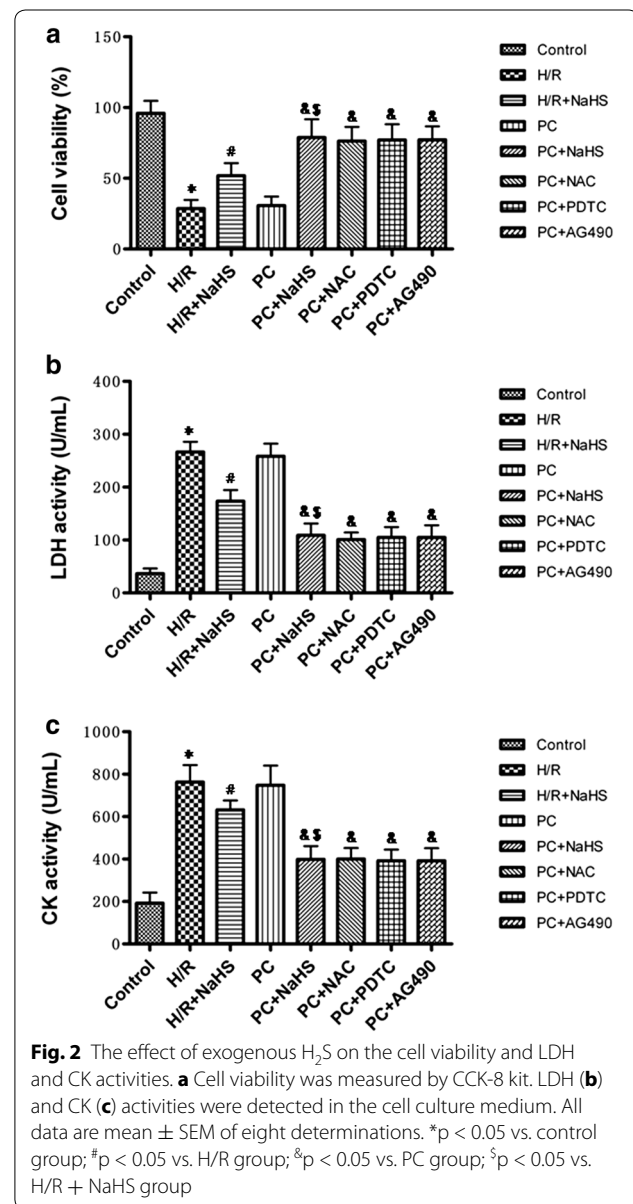 a
150
100
50
0
Cell viability (%)
*
#
&$
&
&
&
Control
H/R
H/R+NaHS
PC
PC+NaHS
PC+NAC
PC+PDTC
PC+AG490
Control
H/R
H/R+NaHS
PC
PC+NaHS
PC+NAC
PC+PDTC
PC+AG490
b
400
300
200
100
0
LDH activity (U/mL)
*
#
&$
&
&
&
Control
H/R
H/R+NaHS
PC
PC+NaHS
PC+NAC
PC+PDTC
PC+AG490
Control
H/R
H/R+NaHS
PC
PC+NaHS
PC+NAC
PC+PDTC
PC+AG490
c
1000
800
600
400
200
0
CK activity (U/mL)
*
#
&$
&
&
&
Control
H/R
H/R+NaHS
PC
PC+NaHS
PC+NAC
PC+PDTC
PC+AG490
Control
H/R
H/R+NaHS
PC
PC+NaHS
PC+NAC
PC+PDTC
PC+AG490
Fig. 2 The effect of exogenous H₂S on the cell viability and LDH
and CK activities. a Cell viability was measured by CCK-8 kit. LDH (b)
and CK (c) activities were detected in the cell culture medium. All
data are mean ± SEM of eight determinations. *p < 0.05 vs. control
group; #p < 0.05 vs. H/R group; &p < 0.05 vs. PC group; $p < 0.05 vs.
H/R + NaHS group